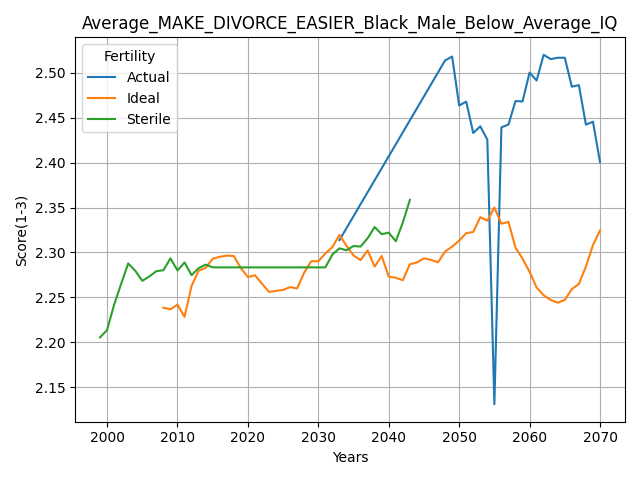 Average_MAKE_DIVORCE_EASIER_Black_Male_Below_Average_IQ
Fertility
Actual
Ideal
Sterile
2.50
2.45
2.40
2.35
2.30
2.25
2.20
2.15
Score(1-3)
2000 2010 2020 2030 2040 2050 2060 2070
Years